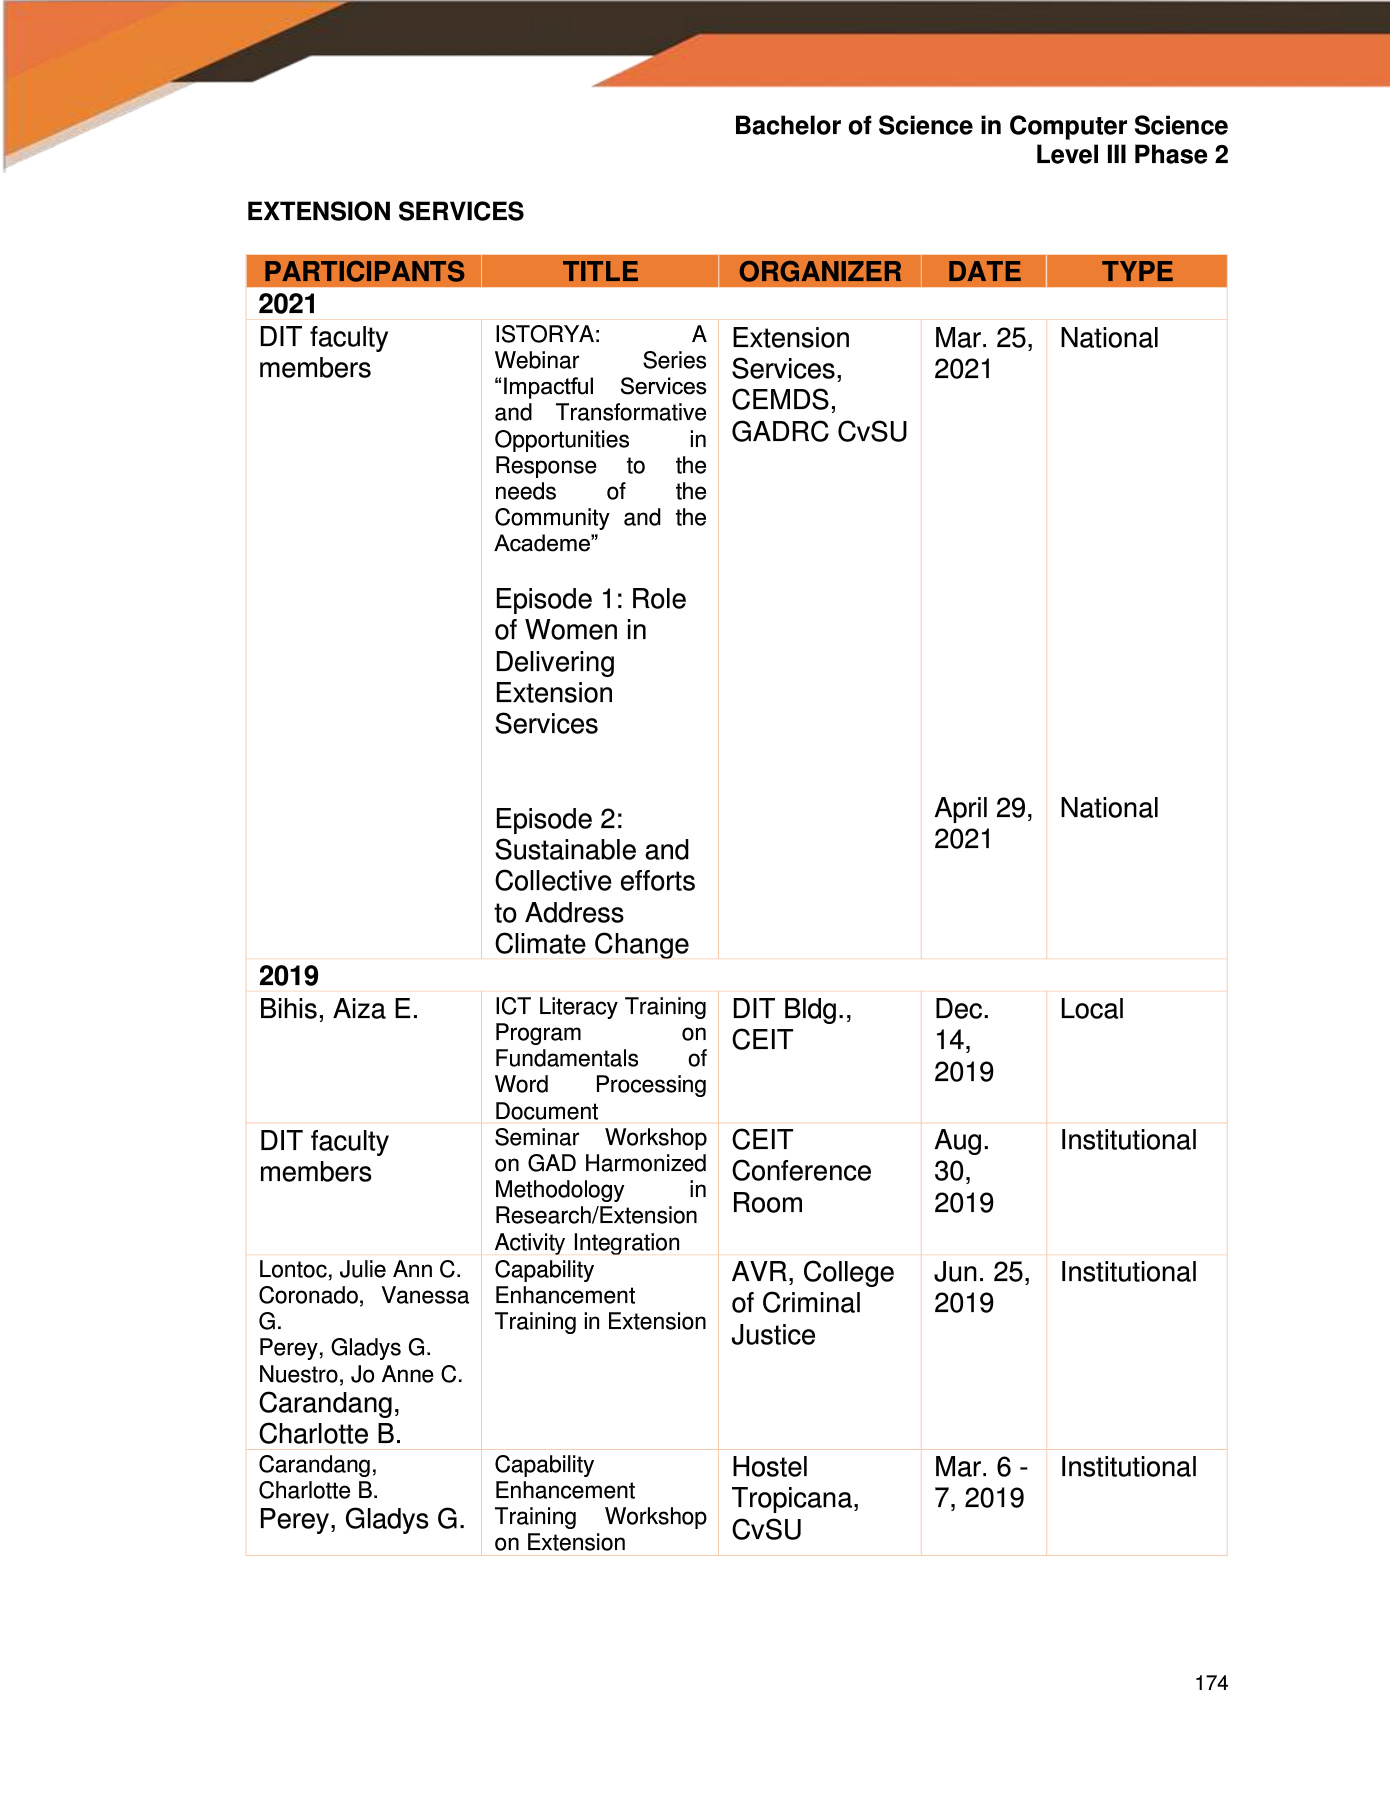 Bachelor of Science in Computer Science
Level III Phase 2
EXTENSION SERVICES
PARTICIPANTS TITLE ORGANIZER DATE TYPE
2021
DIT faculty
members
ISTORYA: A
Webinar Series
“Impactful Services
and Transformative
Opportunities in
Response to the
needs of the
Community and the
Academe”
Episode 1: Role
of Women in
Delivering
Extension
Services
Episode 2:
Sustainable and
Collective efforts
to Address
Climate Change
Extension
Services,
CEMDS,
GADRC CvSU
Mar. 25,
2021
April 29,
2021
National
National
2019
Bihis, Aiza E.
ICT Literacy Training
Program on
Fundamentals of
Word Processing
Document
DIT Bldg.,
CEIT
Dec.
14,
2019
Local
DIT faculty
members
Seminar Workshop
on GAD Harmonized
Methodology in
Research/Extension
Activity Integration
CEIT
Conference
Room
Aug.
30,
2019
Institutional
Lontoc, Julie Ann C.
Coronado, Vanessa
G.
Perey, Gladys G.
Nuestro, Jo Anne C.
Carandang,
Charlotte B.
Capability
Enhancement
Training in Extension
AVR, College
of Criminal
Justice
Jun. 25,
2019
Institutional
Carandang,
Charlotte B.
Perey, Gladys G.
Capability
Enhancement
Training Workshop
on Extension
Hostel
Tropicana,
CvSU
Mar. 6 -
7, 2019
Institutional
174